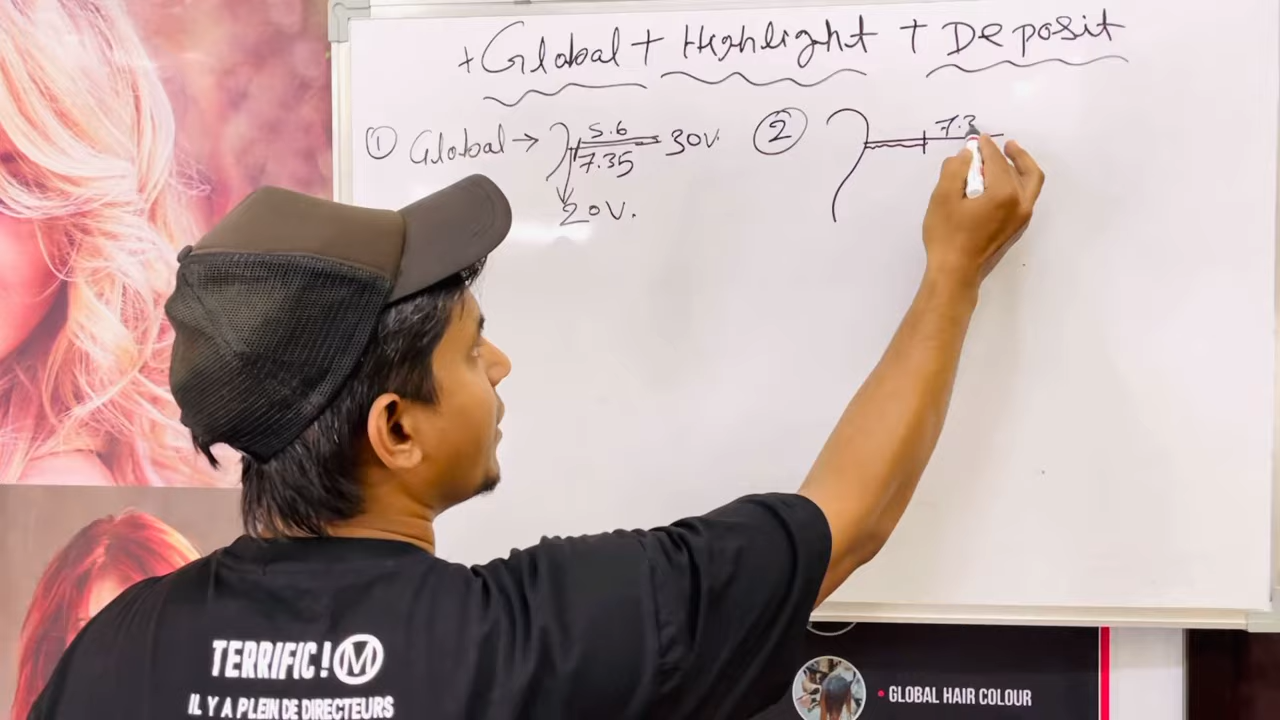 + Global + Highlight + Deposit
① Global → 5.6 30V.
7.35
20V.
② 7.3
TERRIFIC! M
IL Y A PLEIN DE DIRECTEURS
• GLOBAL HAIR COLOUR